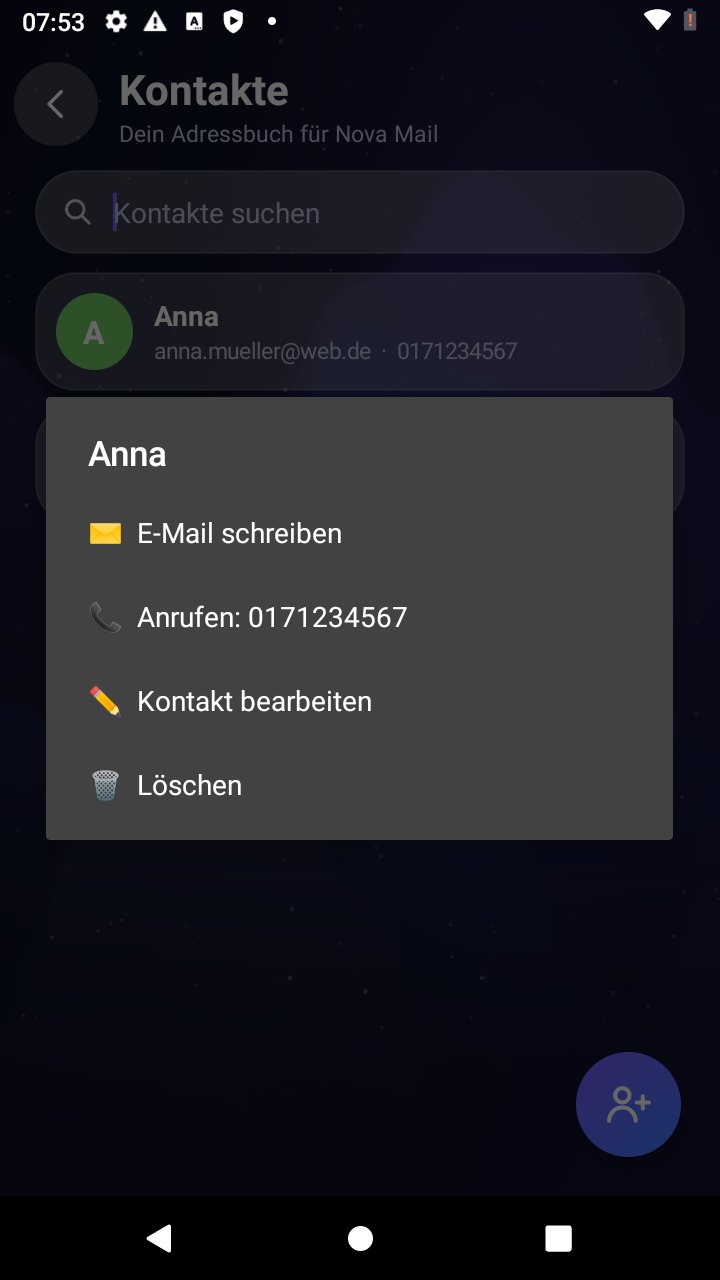 07:53
Kontakte
Dein Adressbuch für Nova Mail
Kontakte suchen
A
Anna
anna.mueller@web.de · 0171234567
Anna
E-Mail schreiben
Anrufen: 0171234567
Kontakt bearbeiten
Löschen